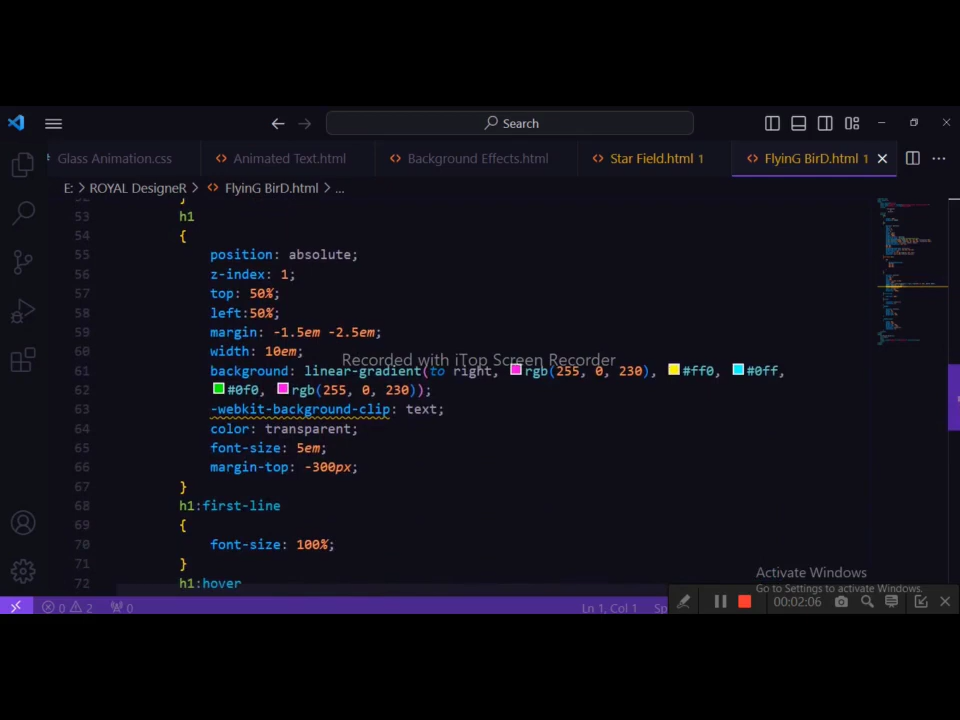 Search
Glass Animation.css
Animated Text.html
Background Effects.html
Star Field.html 1
FlyinG BirD.html 1
E: > ROYAL DesigneR > FlyinG BirD.html > ...
53 h1
54 {
55 position: absolute;
56 z-index: 1;
57 top: 50%;
58 left:50%;
59 margin: -1.5em -2.5em;
60 width: 10em;
Recorded with iTop Screen Recorder
61 background: linear-gradient(to right, rgb(255, 0, 230), #ff0, #0ff,
62 #0f0, rgb(255, 0, 230));
63 -webkit-background-clip: text;
64 color: transparent;
65 font-size: 5em;
66 margin-top: -300px;
67 }
68 h1:first-line
69 {
70 font-size: 100%;
71 }
72 h1:hover
Activate Windows
Go to Settings to activate Windows.
0 2 0
Ln 1, Col 1
00:02:06